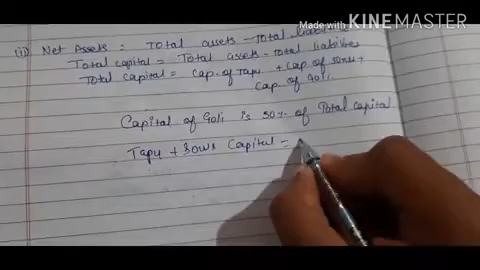 Made with KINEMASTER
(ii) Net Assets = Total assets - Total
Total capital = Total assets - Total liabilities
Total capital = Cap. of Tapu + Cap of Sonu +
Cap of Goli
Capital of Goli is 30% of Total capital
Tapu + Sonu Capital =